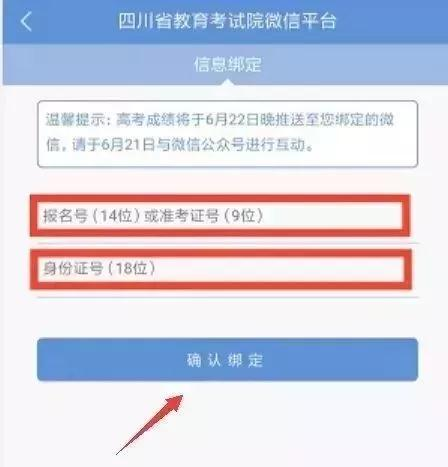 四川省教育考试院微信平台
信息绑定
温馨提示：高考成绩将于6月22日晚推送至您绑定的微
信，请于6月21日与微信公众号进行互动。
报名号(14位)或准考证号(9位)
身份证号(18位)
确认绑定